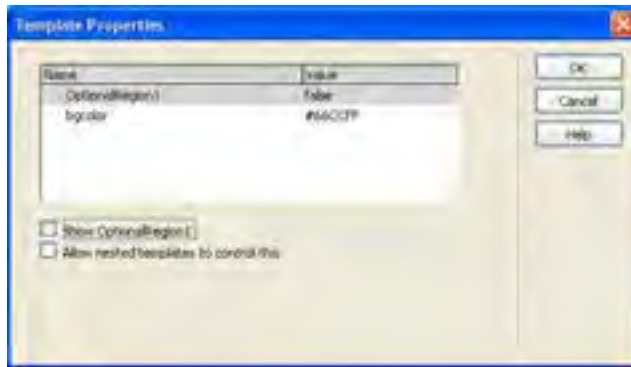 Template Properties
Name Value
OptionalRegion1 false
bgcolor #66CCFF
Show OptionalRegion1
Allow nested templates to control this
OK
Cancel
Help